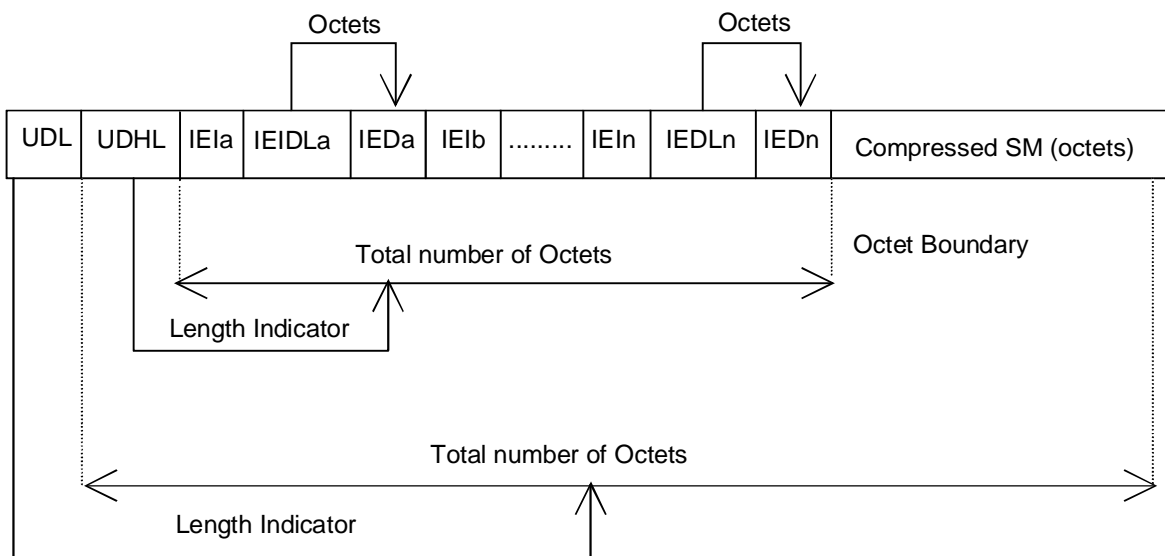 Octets
Octets
UDL UDHL IEIa IEIDLa IEDa IEIb ......... IEIn IEDLn IEDn Compressed SM (octets)
Total number of Octets
Octet Boundary
Length Indicator
Total number of Octets
Length Indicator